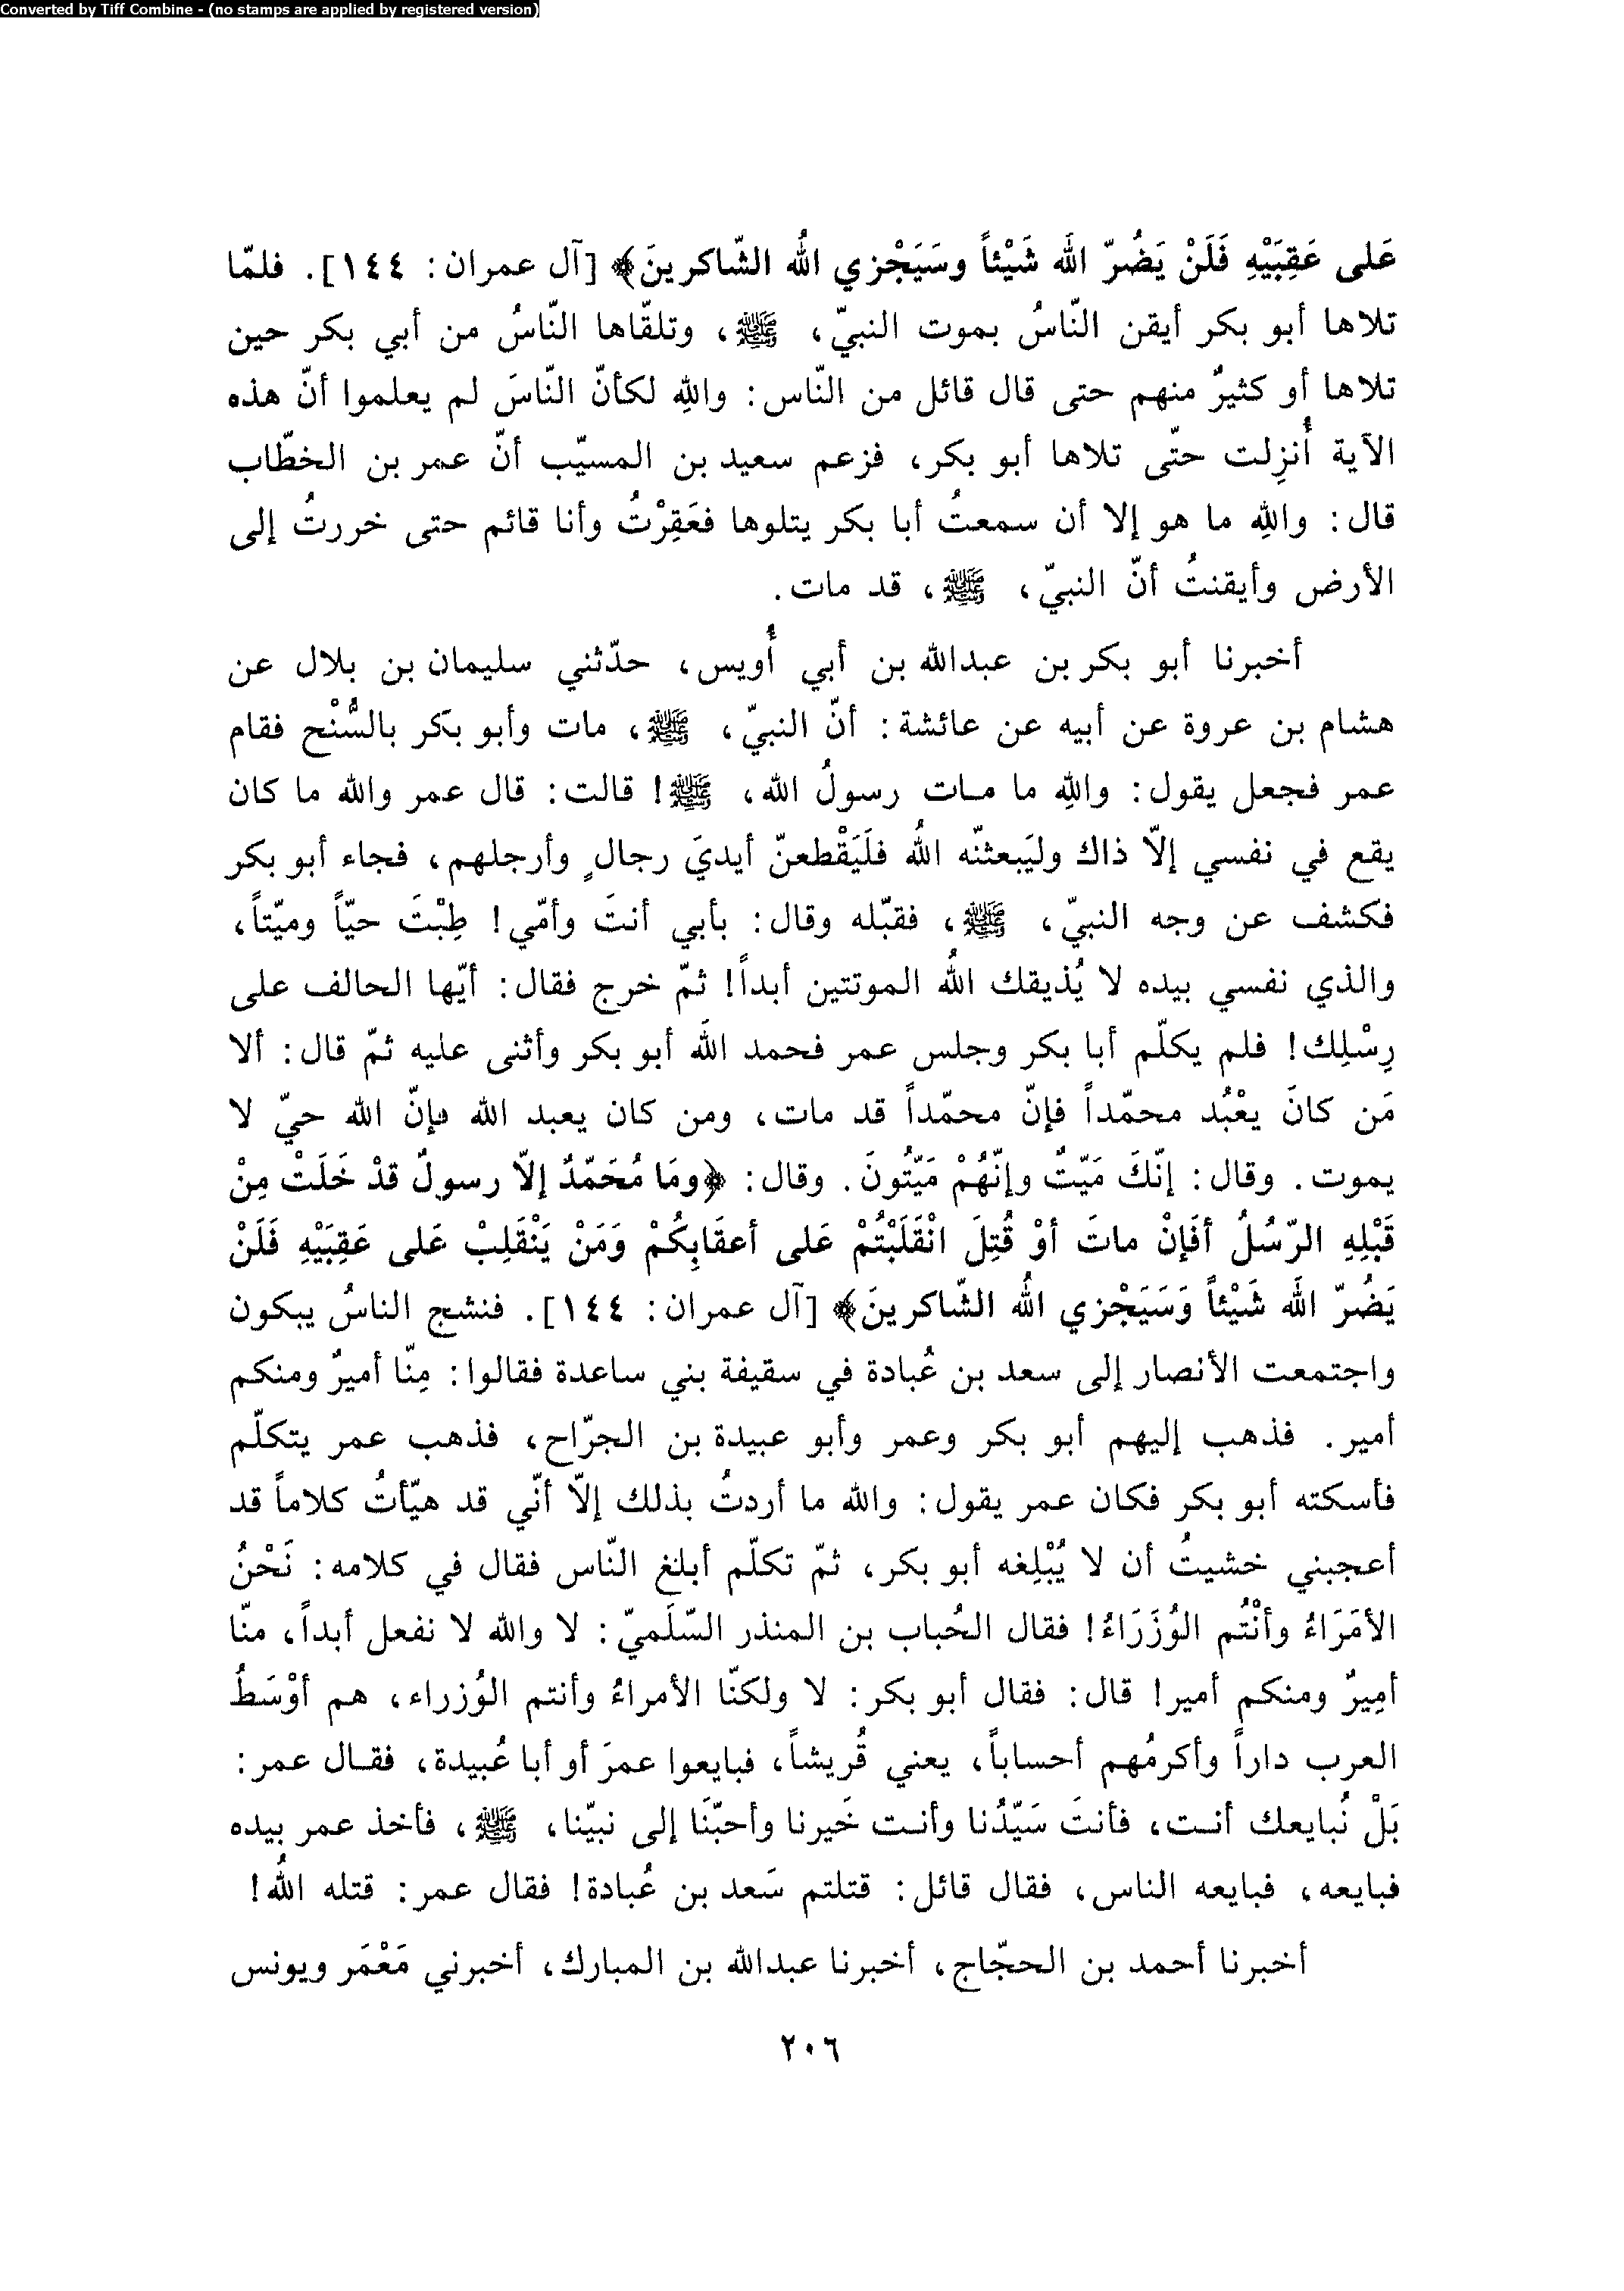 Converted by Tiff Combine - (no stamps are applied by registered version)
عَلى عَقِبَيْهِ فَلَنْ يَضُرّ اللَه شَيْئاً وسَيَجْزي اللُه الشّاكرينَ﴾ [آل عمران: ١٤٤]. فلمّا
تلاها أبو بكر أيقن النّاسُ بموت النبيّ، ﷺ، وتلقّاها النّاسُ من أبي بكر حين
تلاها أو كثيرٌ منهم حتى قال قائل من النّاس: واللهِ لكأنّ النّاسَ لم يعلموا أنّ هذه
الآية أُنزِلت حتّى تلاها أبو بكر، فزعم سعيد بن المسيّب أنّ عمر بن الخطّاب
قال: واللهِ ما هو إلا أن سمعتُ أبا بكر يتلوها فعَقِرْتُ وأنا قائم حتى خررتُ إلى
الأرض وأيقنتُ أنّ النبيّ، ﷺ، قد مات.
أخبرنا أبو بكر بن عبدالله بن أبي أُويس، حدّثني سليمان بن بلال عن
هشام بن عروة عن أبيه عن عائشة: أنّ النبيّ، ﷺ، مات وأبو بَكر بالسُّنْح فقام
عمر فجعل يقول: واللهِ ما مات رسولُ الله، ﷺ! قالت: قال عمر والله ما كان
يقع في نفسي إلاّ ذاك وليَبعثنّه اللُه فلَيَقْطعنّ أيديَ رجالٍ وأرجلهم، فجاء أبو بكر
فكشف عن وجه النبيّ، ﷺ، فقبّله وقال: بأبي أنتَ وأمّي! طِبْتَ حيّاً وميّتاً،
والذي نفسي بيده لا يُذيقك اللُه الموتتين أبداً! ثمّ خرج فقال: أيّها الحالف على
رِسْلِك! فلم يكلّم أبا بكر وجلس عمر فحمد اللَه أبو بكر وأثنى عليه ثمّ قال: ألا
مَن كانَ يعْبُد محمّداً فإنّ محمّداً قد مات، ومن كان يعبد الله فإنّ الله حيّ لا
يموت. وقال: إنّكَ مَيّتٌ وإنّهُمْ مَيّتُونَ. وقال: ﴿ومَا مُحَمّدٌ إلاّ رسولٌ قدْ خَلَتْ مِنْ
قَبْلِهِ الرّسُلُ أفَإنْ ماتَ أوْ قُتِلَ انْقَلَبْتُمْ عَلى أعقَابِكُمْ وَمَنْ يَنْقَلِبْ عَلى عَقِبَيْهِ فَلَنْ
يَضُرّ اللَه شَيْئاً وَسَيَجْزي اللُه الشّاكرينَ﴾ [آل عمران: ١٤٤]. فنشج الناسُ يبكون
واجتمعت الأنصار إلى سعد بن عُبادة في سقيفة بني ساعدة فقالوا: مِنّا أميرٌ ومنكم
أمير. فذهب إليهم أبو بكر وعمر وأبو عبيدة بن الجرّاح، فذهب عمر يتكلّم
فأسكته أبو بكر فكان عمر يقول: والله ما أردتُ بذلك إلاّ أنّي قد هيّأتُ كلاماً قد
أعجبني خشيتُ أن لا يُبْلِغه أبو بكر، ثمّ تكلّم أبلغ النّاس فقال في كلامه: نَحْنُ
الأمَرَاءُ وأنْتُم الوُزَرَاءُ! فقال الحُباب بن المنذر السّلَميّ: لا والله لا نفعل أبداً، منّا
أمِيرٌ ومنكم أمير! قال: فقال أبو بكر: لا ولكنّا الأمراءُ وأنتم الوُزراء، هم أوْسَطُ
العرب داراً وأكرمُهم أحساباً، يعني قُريشاً، فبايعوا عمرَ أو أبا عُبيدة، فقال عمر:
بَلْ نُبايعك أنت، فأنتَ سَيّدُنا وأنت خَيرنا وأحبّنَا إلى نبيّنا، ﷺ، فأخذ عمر بيده
فبايعه، فبايعه الناس، فقال قائل: قتلتم سَعد بن عُبادة! فقال عمر: قتله اللُه!
أخبرنا أحمد بن الحجّاج، أخبرنا عبدالله بن المبارك، أخبرني مَعْمَر ويونس
٢٠٦